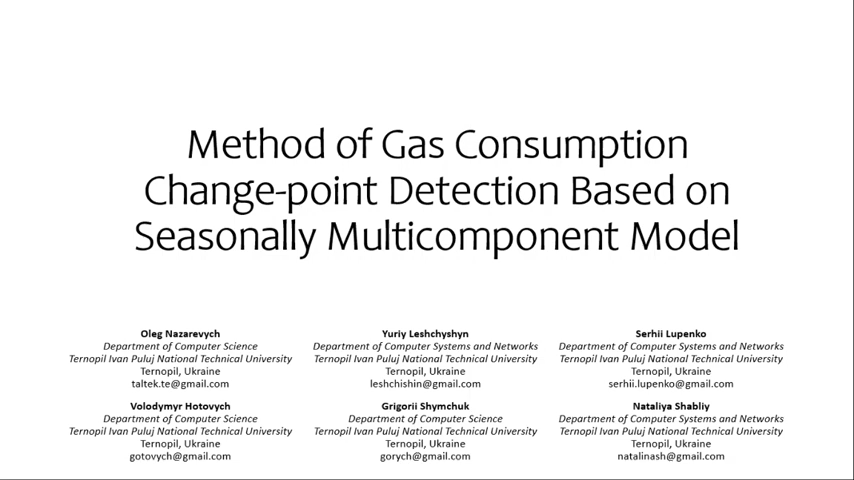 Method of Gas Consumption
Change-point Detection Based on
Seasonally Multicomponent Model
Oleg Nazarevych
Department of Computer Science
Ternopil Ivan Puluj National Technical University
Ternopil, Ukraine
taltek.te@gmail.com
Yuriy Leshchyshyn
Department of Computer Systems and Networks
Ternopil Ivan Puluj National Technical University
Ternopil, Ukraine
leshchishin@gmail.com
Serhii Lupenko
Department of Computer Systems and Networks
Ternopil Ivan Puluj National Technical University
Ternopil, Ukraine
serhii.lupenko@gmail.com
Volodymyr Hotovych
Department of Computer Science
Ternopil Ivan Puluj National Technical University
Ternopil, Ukraine
gotovych@gmail.com
Grigorii Shymchuk
Department of Computer Science
Ternopil Ivan Puluj National Technical University
Ternopil, Ukraine
gorych@gmail.com
Nataliya Shabliy
Department of Computer Systems and Networks
Ternopil Ivan Puluj National Technical University
Ternopil, Ukraine
natalinash@gmail.com